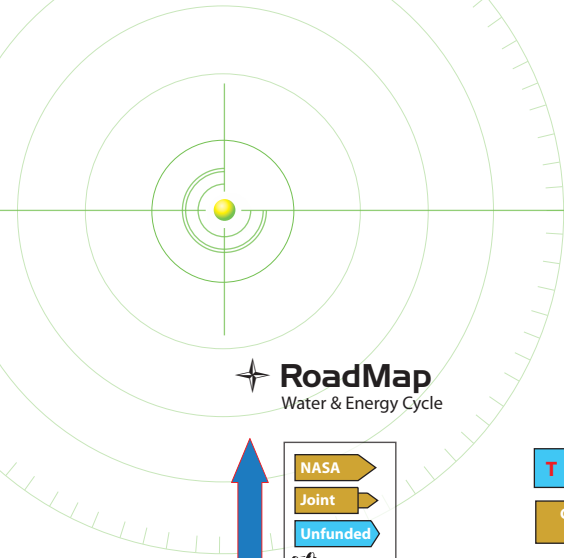 RoadMap
Water & Energy Cycle
NASA
Joint
Unfunded
T